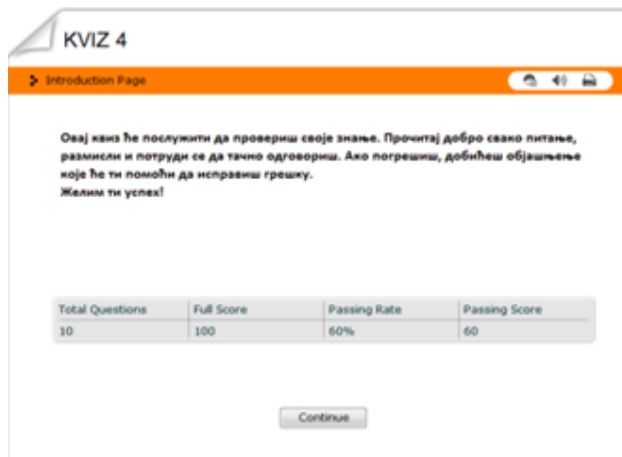 KVIZ 4
Introduction Page
Овај квиз ће послужити да провериш своје знање. Прочитај добро свако питање,
размисли и потруди се да тачно одговориш. Ако погрешиш, добићеш објашњење
које ће ти помоћи да исправиш грешку.
Желим ти успех!
Total Questions Full Score Passing Rate Passing Score
10 100 60% 60
Continue